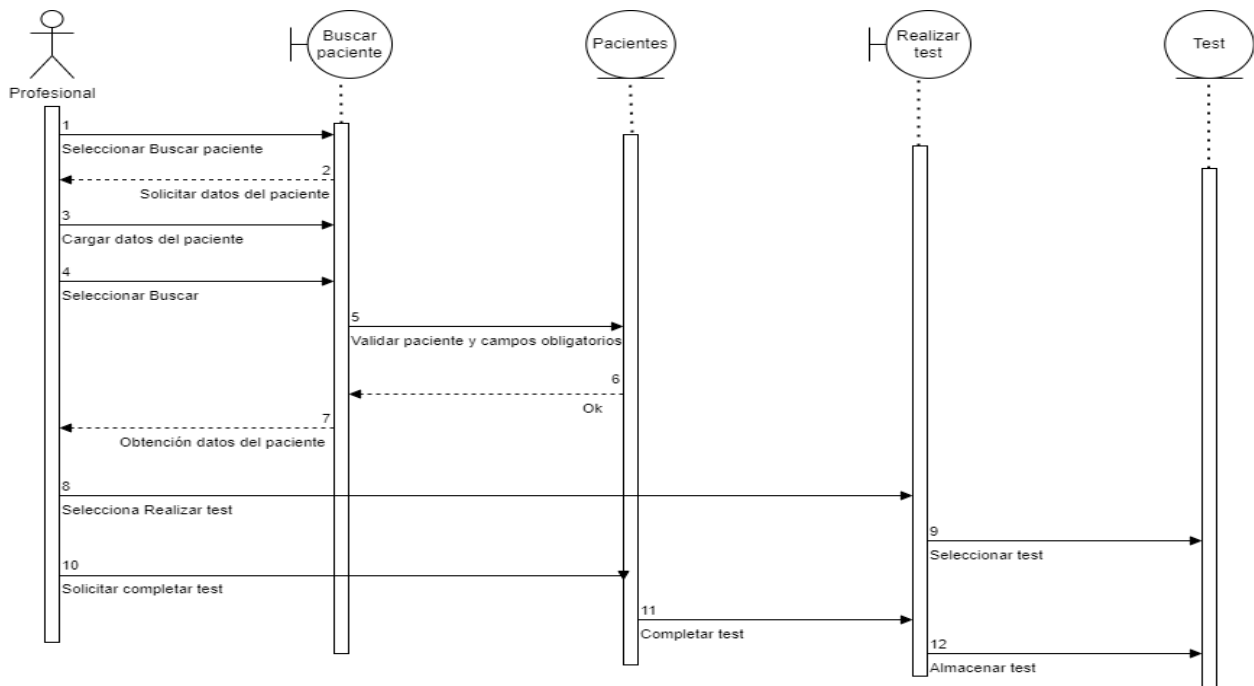 Buscar
paciente
Pacientes
Realizar
test
Test
Profesional
1
Seleccionar Buscar paciente
2
Solicitar datos del paciente
3
Cargar datos del paciente
4
Seleccionar Buscar
5
Validar paciente y campos obligatorios
6
Ok
7
Obtención datos del paciente
8
Selecciona Realizar test
9
Seleccionar test
10
Solicitar completar test
11
Completar test
12
Almacenar test